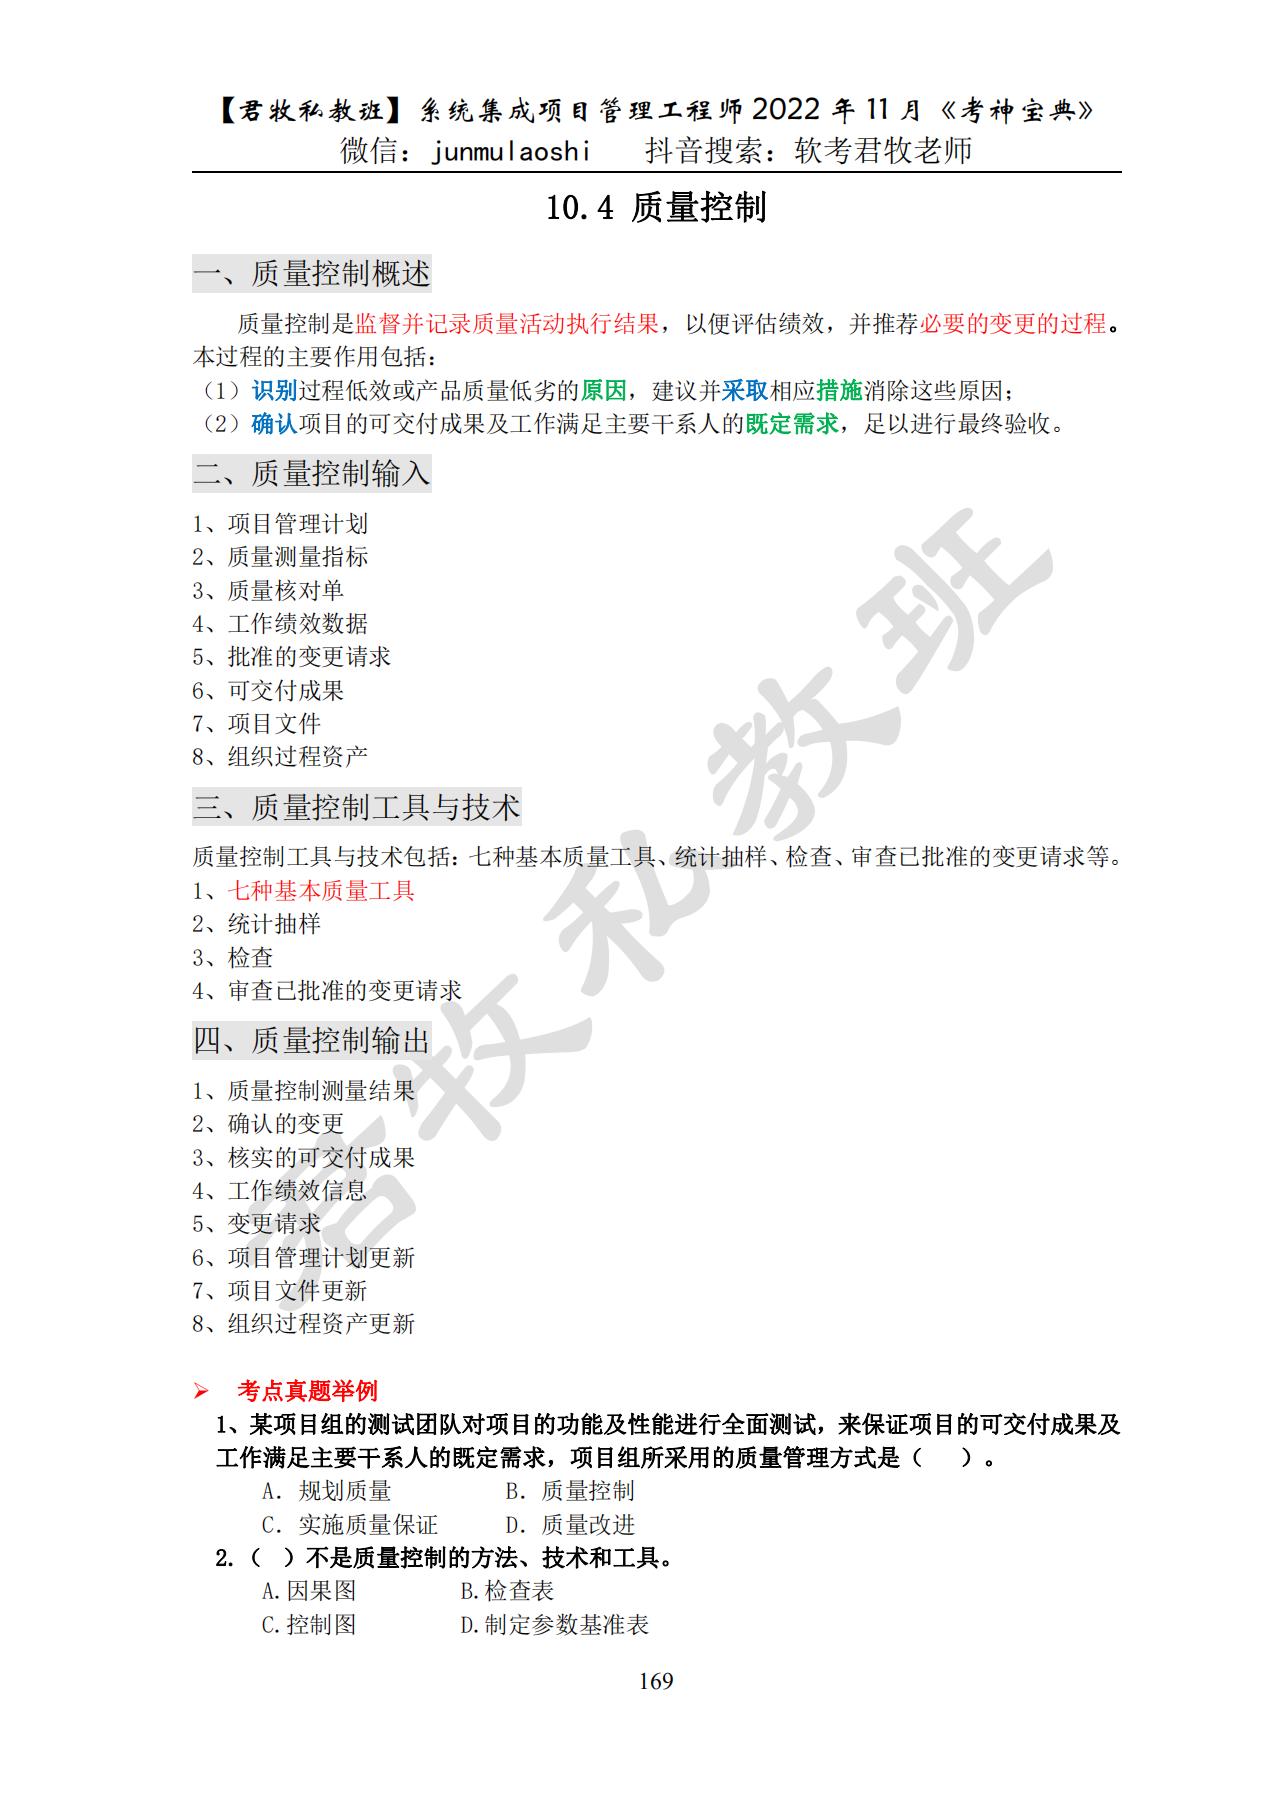 【君牧私教班】系统集成项目管理工程师 2022 年 11 月《考神宝典》
微信：junmulaoshi 抖音搜索：软考君牧老师
10.4 质量控制
一、质量控制概述
质量控制是监督并记录质量活动执行结果，以便评估绩效，并推荐必要的变更的过程。
本过程的主要作用包括：
（1）识别过程低效或产品质量低劣的原因，建议并采取相应措施消除这些原因；
（2）确认项目的可交付成果及工作满足主要干系人的既定需求，足以进行最终验收。
二、质量控制输入
1、项目管理计划
2、质量测量指标
3、质量核对单
4、工作绩效数据
5、批准的变更请求
6、可交付成果
7、项目文件
8、组织过程资产
三、质量控制工具与技术
质量控制工具与技术包括：七种基本质量工具、统计抽样、检查、审查已批准的变更请求等。
1、七种基本质量工具
2、统计抽样
3、检查
4、审查已批准的变更请求
四、质量控制输出
1、质量控制测量结果
2、确认的变更
3、核实的可交付成果
4、工作绩效信息
5、变更请求
6、项目管理计划更新
7、项目文件更新
8、组织过程资产更新
➢ 考点真题举例
1、某项目组的测试团队对项目的功能及性能进行全面测试，来保证项目的可交付成果及
工作满足主要干系人的既定需求，项目组所采用的质量管理方式是（ ）。
A．规划质量 B．质量控制
C．实施质量保证 D．质量改进
2.（ ）不是质量控制的方法、技术和工具。
A.因果图 B.检查表
C.控制图 D.制定参数基准表
169
君牧私教班